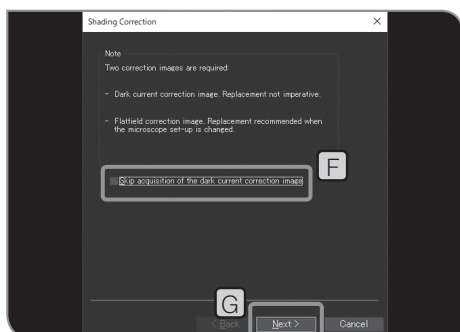 Shading Correction
Note
Two correction images are required:
- Dark current correction image. Replacement not imperative.
- Flatfield correction image. Replacement recommended when
the microscope set-up is changed.
F
Skip acquisition of the dark current correction image
G
< Back
Next >
Cancel